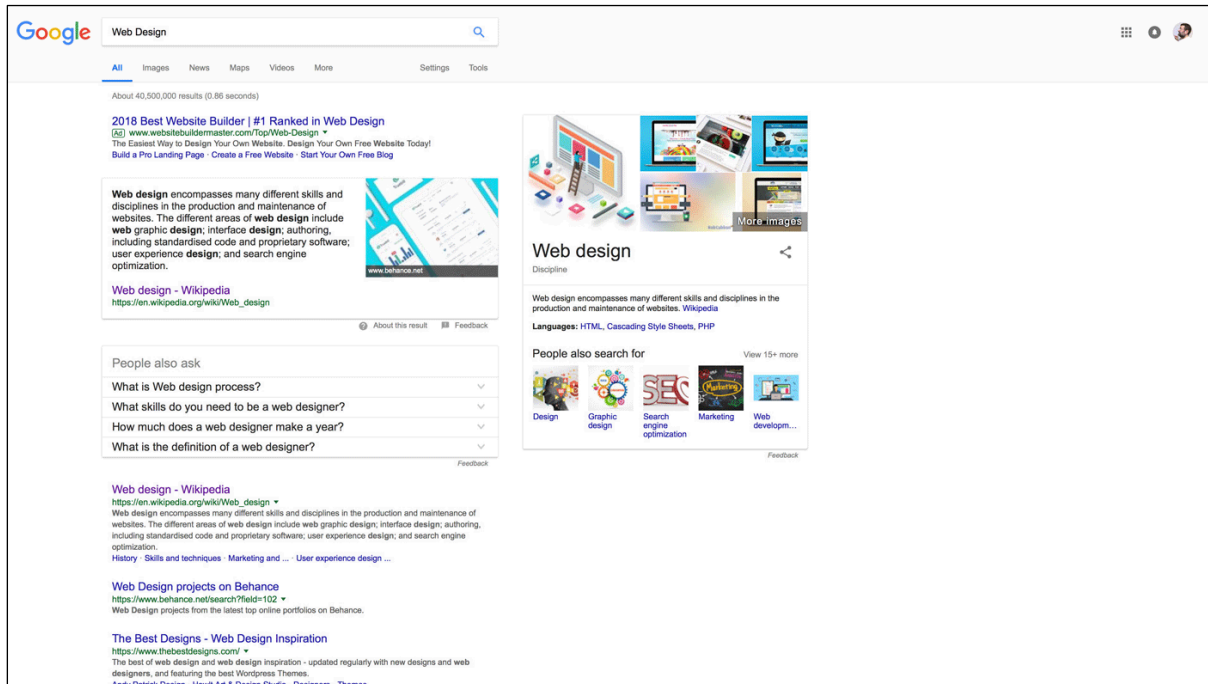 Google
Web Design
All Images News Maps Videos More Settings Tools
About 40,500,000 results (0.86 seconds)
2018 Best Website Builder | #1 Ranked in Web Design
Ad www.websitebuildermaster.com/Top/Web-Design
The Easiest Way to Design Your Own Website. Design Your Own Free Website Today!
Build a Pro Landing Page · Create a Free Website · Start Your Own Free Blog
Web design encompasses many different skills and
disciplines in the production and maintenance of
websites. The different areas of web design include
web graphic design; interface design; authoring,
including standardised code and proprietary software;
user experience design; and search engine
optimization.
www.behance.net
Web design - Wikipedia
https://en.wikipedia.org/wiki/Web_design
About this result Feedback
People also ask
What is Web design process?
What skills do you need to be a web designer?
How much does a web designer make a year?
What is the definition of a web designer?
Feedback
Web design - Wikipedia
https://en.wikipedia.org/wiki/Web_design
Web design encompasses many different skills and disciplines in the production and maintenance of
websites. The different areas of web design include web graphic design; interface design; authoring,
including standardised code and proprietary software; user experience design; and search engine
optimization.
History · Skills and techniques · Marketing and ... · User experience design ...
Web Design projects on Behance
https://www.behance.net/search?field=102
Web Design projects from the latest top online portfolios on Behance.
The Best Designs - Web Design Inspiration
https://www.thebestdesigns.com/
The best of web design and web design inspiration - updated regularly with new designs and web
designers, and featuring the best Wordpress Themes.
More images
Web design
Discipline
Web design encompasses many different skills and disciplines in the
production and maintenance of websites. Wikipedia
Languages: HTML, Cascading Style Sheets, PHP
People also search for View 15+ more
SEO
Marketing
Design
Graphic
design
Search
engine
optimization
Marketing
Web
developm...
Feedback